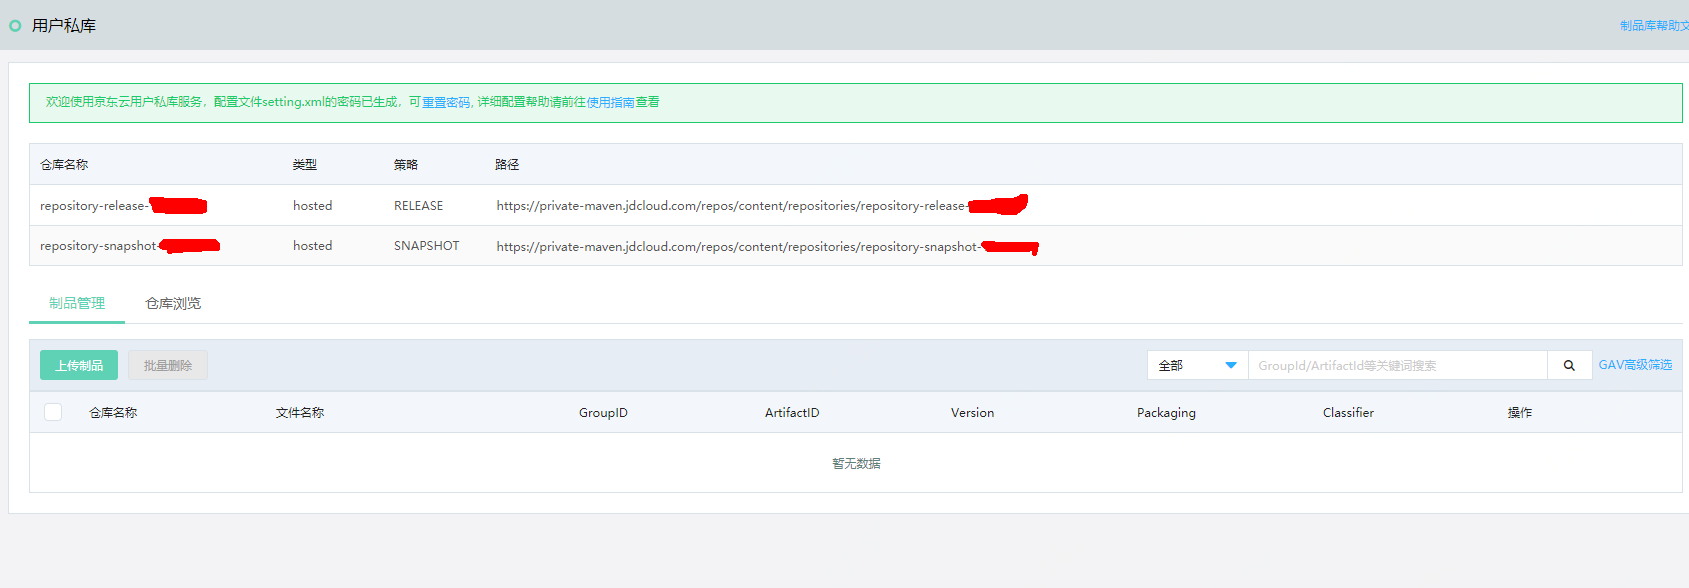 用户私库
制品库帮助文
欢迎使用京东云用户私库服务，配置文件setting.xml的密码已生成，可重置密码, 详细配置帮助请前往使用指南查看
仓库名称 类型 策略 路径
repository-release- hosted RELEASE https://private-maven.jdcloud.com/repos/content/repositories/repository-release-
repository-snapshot- hosted SNAPSHOT https://private-maven.jdcloud.com/repos/content/repositories/repository-snapshot-
制品管理 仓库浏览
上传制品 批量删除 全部 GroupId/ArtifactId等关键词搜索 GAV高级筛选
仓库名称 文件名称 GroupID ArtifactID Version Packaging Classifier 操作
暂无数据